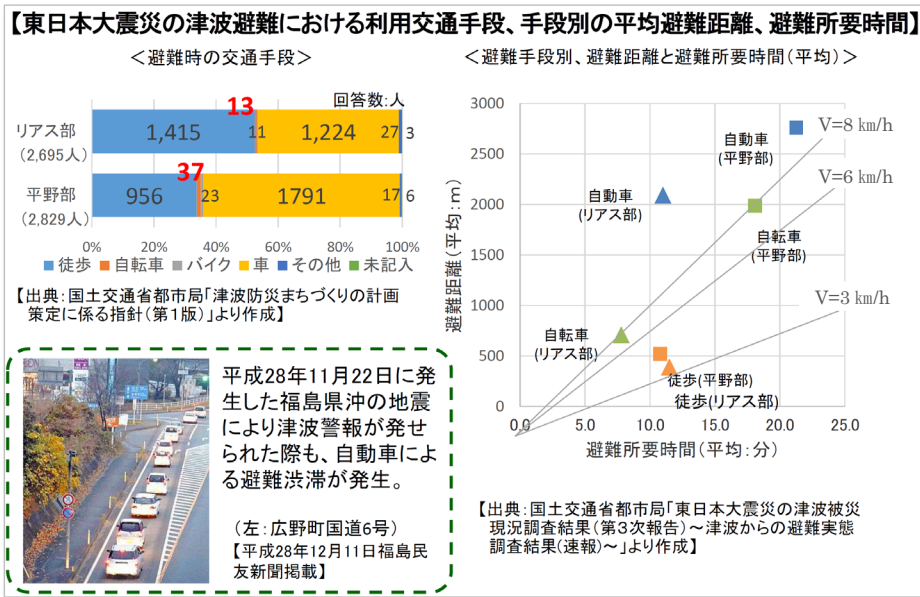 【東日本大震災の津波避難における利用交通手段、手段別の平均避難距離、避難所要時間】
＜避難時の交通手段＞
回答数:人
13
リアス部
(2,695人)
1,415
11
1,224
27
3
37
平野部
(2,829人)
956
23
1791
17
6
0%
20%
40%
60%
80%
100%
徒歩
自転車
バイク
車
その他
未記入
【出典:国土交通省都市局「津波防災まちづくりの計画
策定に係る指針(第1版)」より作成】
平成28年11月22日に発
生した福島県沖の地震
により津波警報が発せ
られた際も、自動車によ
る避難渋滞が発生。
(左:広野町国道6号)
【平成28年12月11日福島民
友新聞掲載】
＜避難手段別、避難距離と避難所要時間(平均)＞
避難距離(平均:m)
3000
2500
2000
1500
1000
500
0
V=8 km/h
V=6 km/h
V=3 km/h
自動車
(平野部)
自動車
(リアス部)
自転車
(平野部)
自転車
(リアス部)
徒歩(平野部)
徒歩(リアス部)
0.0
5.0
10.0
15.0
20.0
25.0
避難所要時間(平均:分)
【出典:国土交通省都市局「東日本大震災の津波被災
現況調査結果(第3次報告)～津波からの避難実態
調査結果(速報)～」より作成】